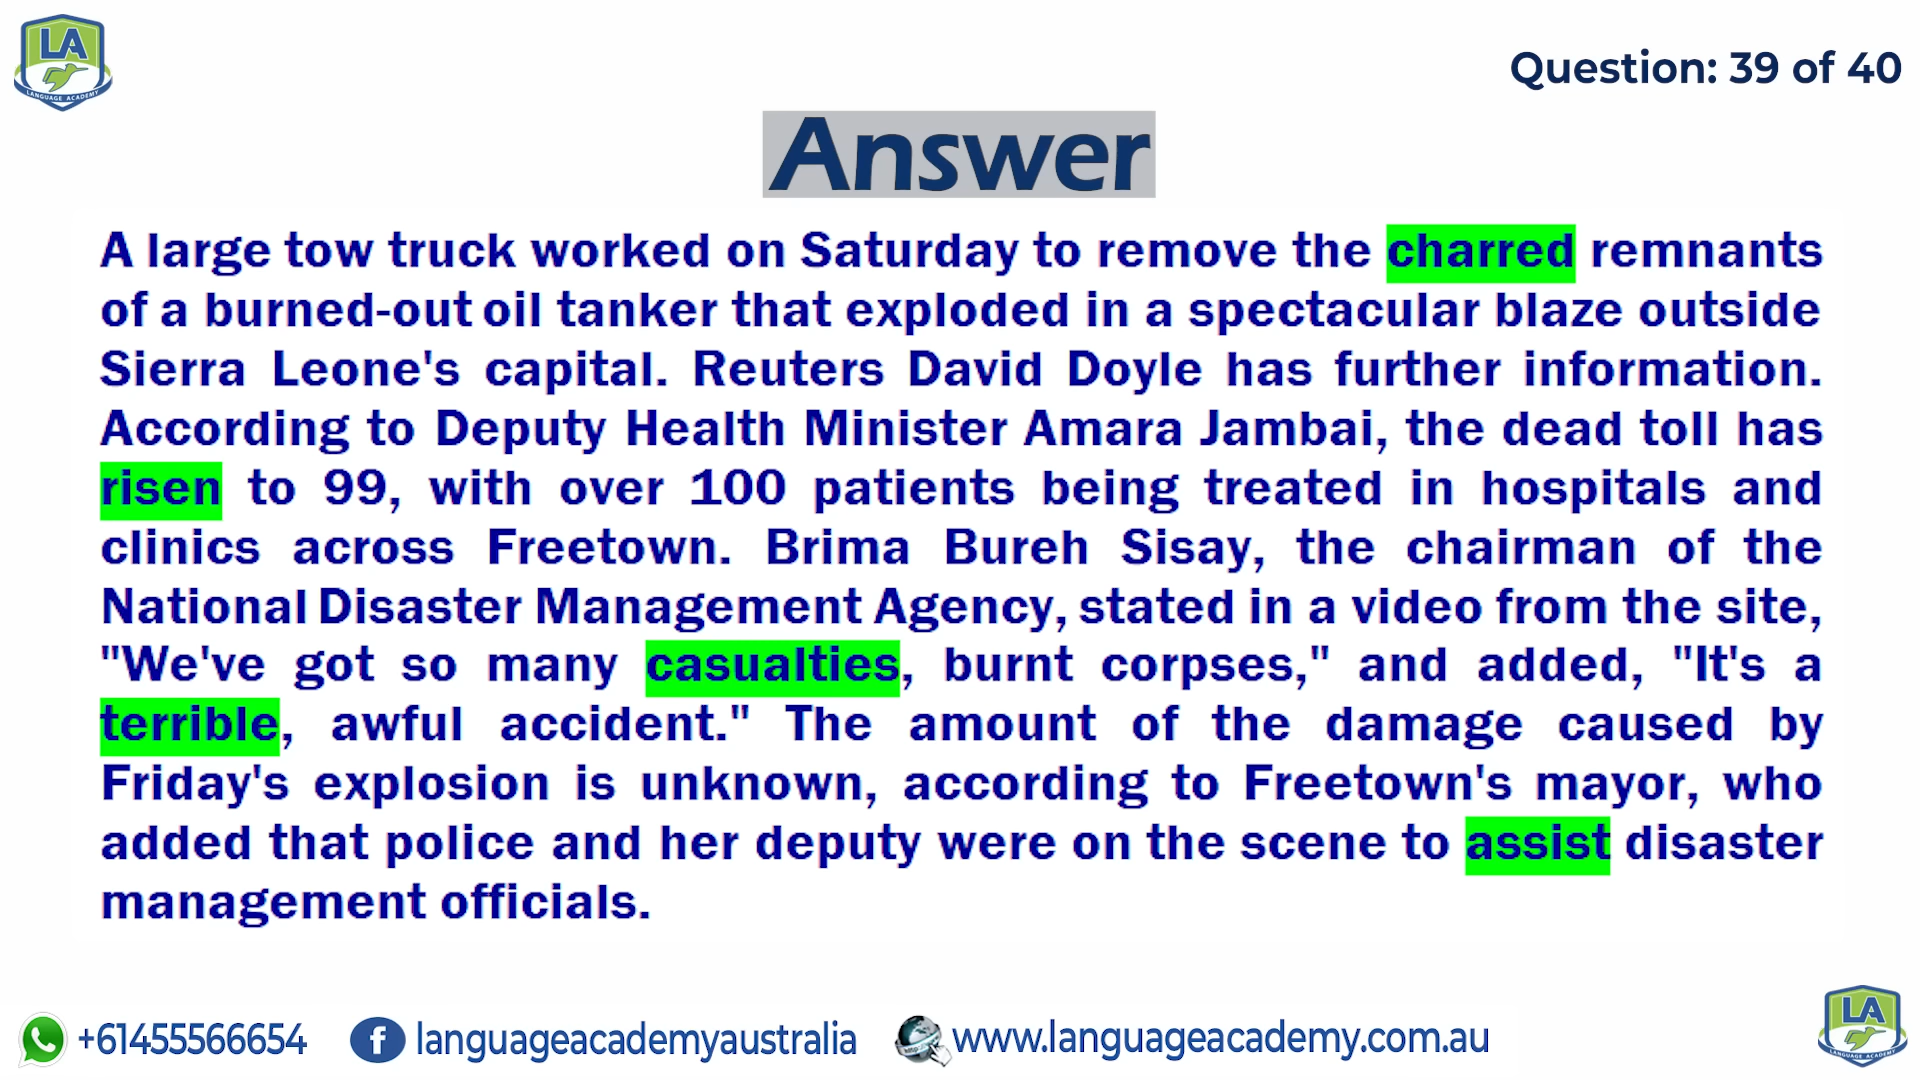 LA
LANGUAGE ACADEMY
Question: 39 of 40
Answer
A large tow truck worked on Saturday to remove the charred remnants
of a burned-out oil tanker that exploded in a spectacular blaze outside
Sierra Leone's capital. Reuters David Doyle has further information.
According to Deputy Health Minister Amara Jambai, the dead toll has
risen to 99, with over 100 patients being treated in hospitals and
clinics across Freetown. Brima Bureh Sisay, the chairman of the
National Disaster Management Agency, stated in a video from the site,
"We've got so many casualties, burnt corpses," and added, "It's a
terrible, awful accident." The amount of the damage caused by
Friday's explosion is unknown, according to Freetown's mayor, who
added that police and her deputy were on the scene to assist disaster
management officials.
+61455566654
f languageacademyaustralia
http:// www.languageacademy.com.au
LA
LANGUAGE ACADEMY